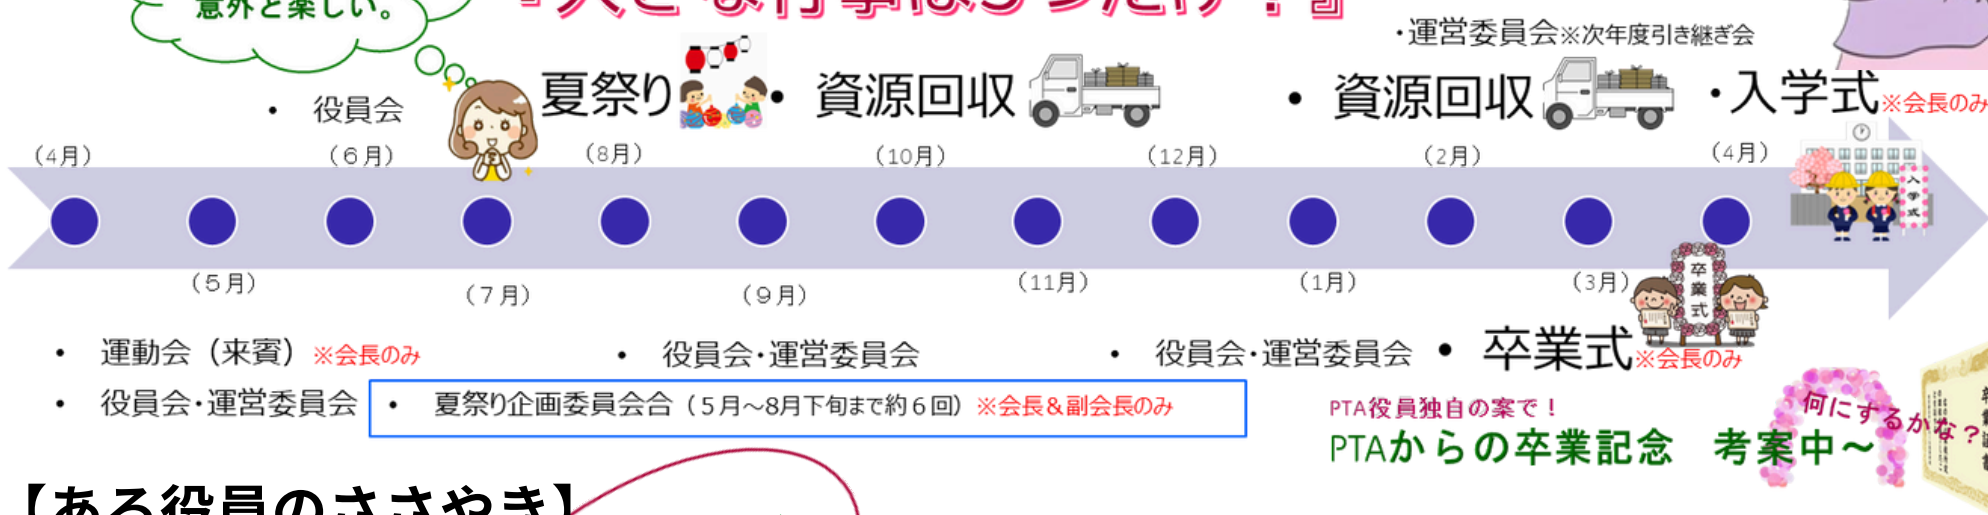 意外と楽しい。
・運営委員会※次年度引き継ぎ会
• 役員会
夏祭り
• 資源回収
• 資源回収
・入学式※会長のみ
(4月)
(6月)
(8月)
(10月)
(12月)
(2月)
(4月)
入学式
(5月)
(7月)
(9月)
(11月)
(1月)
(3月)
卒業式
• 運動会(来賓)※会長のみ
• 役員会・運営委員会
• 役員会・運営委員会
• 卒業式※会長のみ
• 役員会・運営委員会
• 夏祭り企画委員会合(5月~8月下旬まで約6回)※会長&副会長のみ
PTA役員独自の案で!
PTAからの卒業記念 考案中~
何にするかな?
【ある役員のささやき】